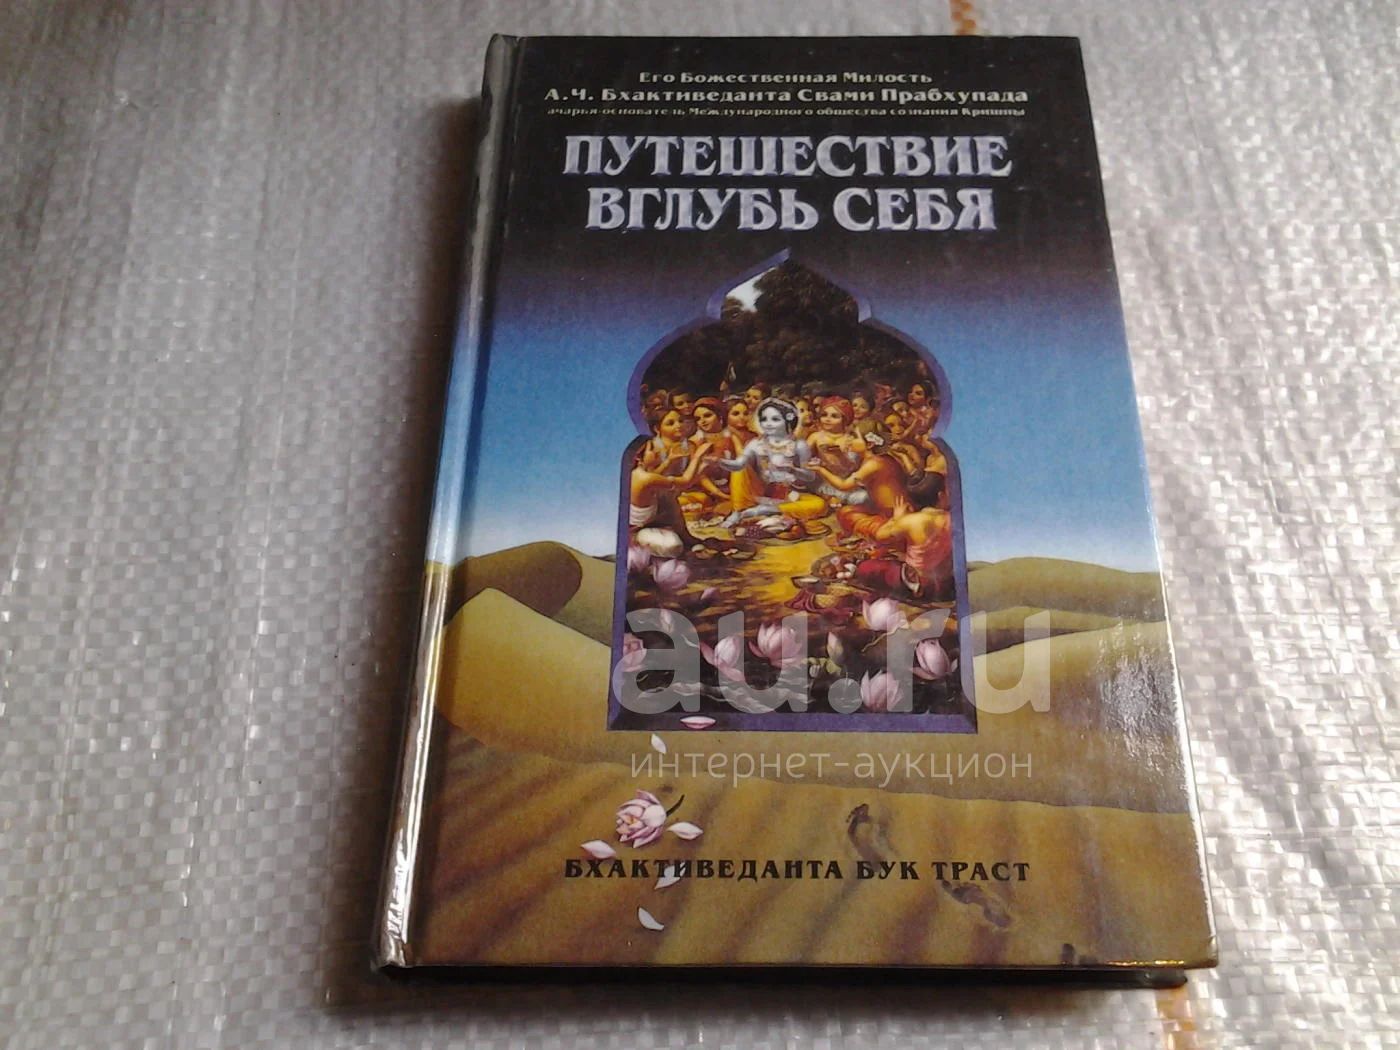 Его Божественная Милость
А.Ч. Бхактиведанта Свами Прабхупада
ачарья-основатель Международного общества сознания Кришны
ПУТЕШЕСТВИЕ
ВГЛУБЬ СЕБЯ
au.ru
интернет-аукцион
БХАКТИВЕДАНТА БУК ТРАСТ